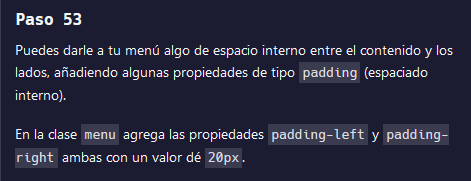 Paso 53
Puedes darle a tu menú algo de espacio interno entre el contenido y los
lados, añadiendo algunas propiedades de tipo padding (espaciado
interno).
En la clase menu agrega las propiedades padding-left y padding-
right ambas con un valor dé 20px.